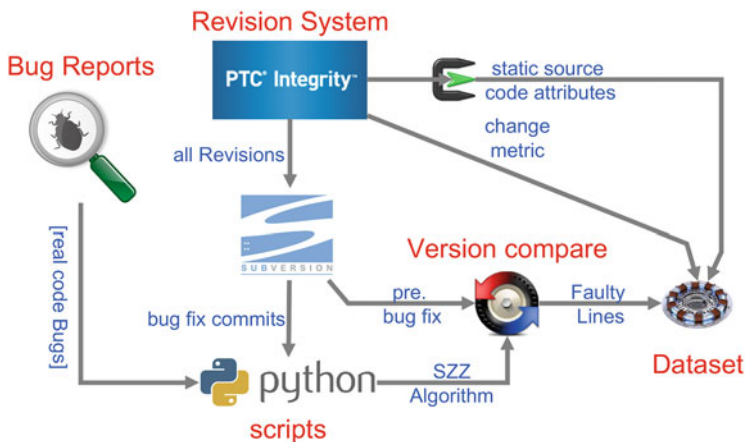 Revision System
Bug Reports
PTC® Integrity™
static source
code attributes
change
metric
all Revisions
SUBVERSION
[real code Bugs]
Version compare
pre.
bug fix
Faulty
Lines
bug fix commits
python
SZZ
Algorithm
Dataset
scripts